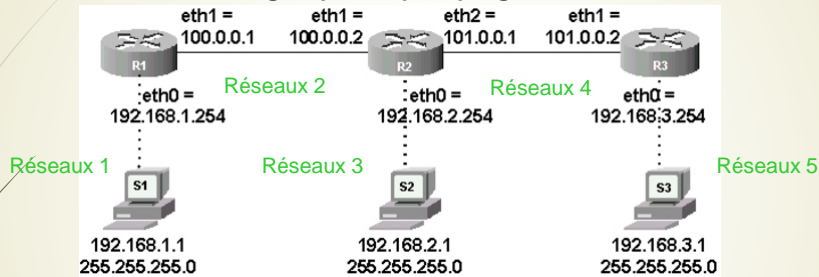 eth1 = eth1 = eth2 = eth1 =
100.0.0.1 100.0.0.2 101.0.0.1 101.0.0.2
R1 R2 R3
Réseaux 2 Réseaux 4
eth0 = eth0 = eth0 =
192.168.1.254 192.168.2.254 192.168.3.254
Réseaux 1 Réseaux 3 Réseaux 5
S1 S2 S3
192.168.1.1 192.168.2.1 192.168.3.1
255.255.255.0 255.255.255.0 255.255.255.0